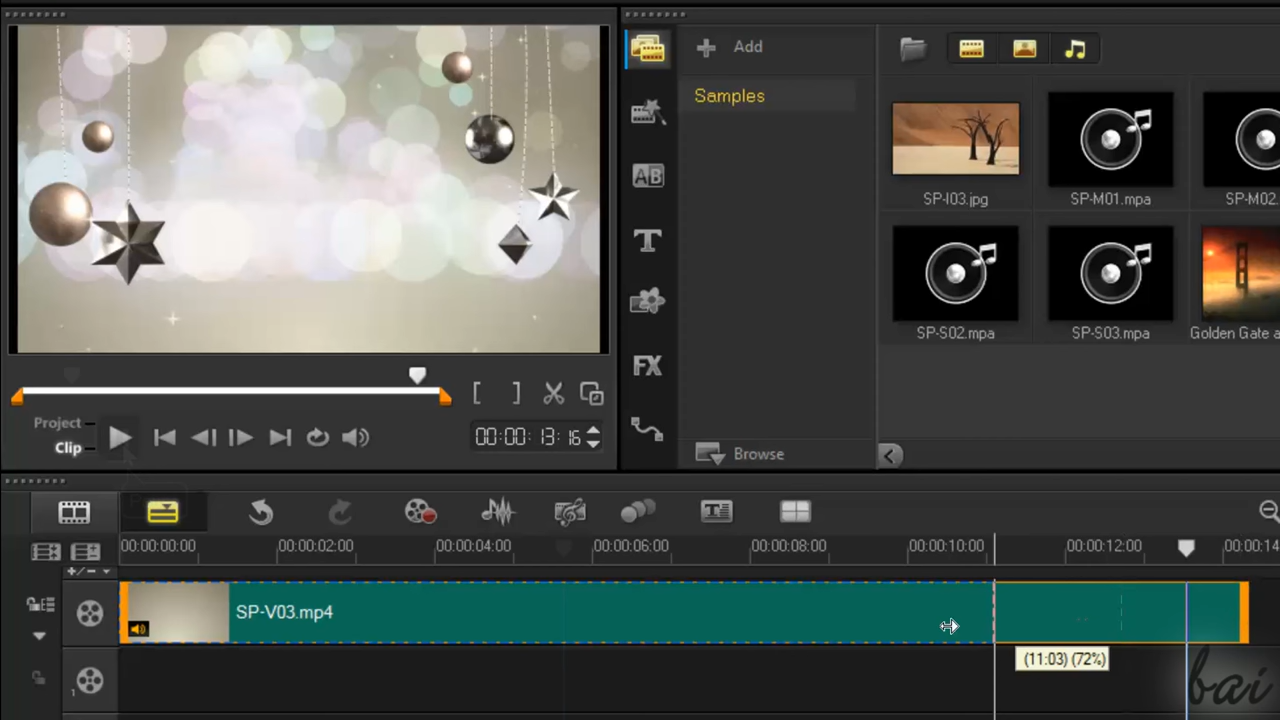 Add
Samples
SP-I03.jpg
SP-M01.mpa
SP-M02.
SP-S02.mpa
SP-S03.mpa
Golden Gate a
AB
T
FX
Project
Clip
[ ]
00:00:13:16
Browse
00:00:00:00
00:00:02:00
00:00:04:00
00:00:06:00
00:00:08:00
00:00:10:00
00:00:12:00
00:00:14
+/-
SP-V03.mp4
(11:03) (72%)
1
bai